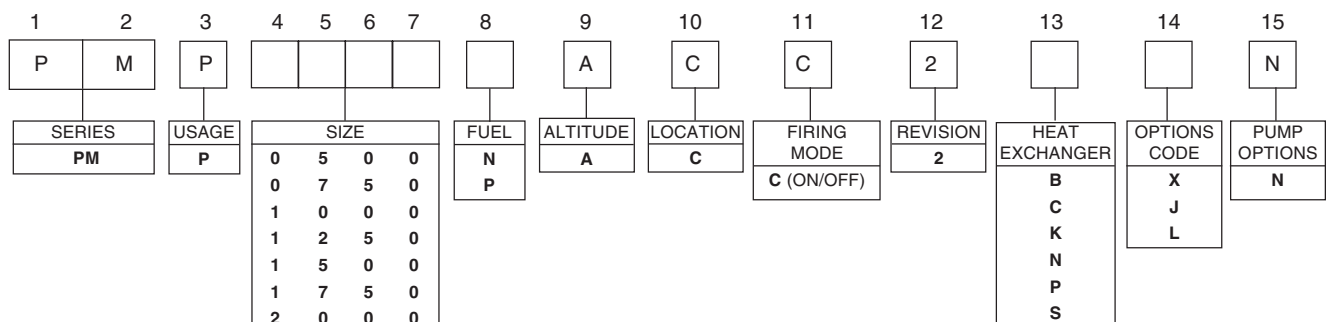 1 2 3 4 5 6 7 8 9 10 11 12 13 14 15
P M P A C C 2 N
SERIES USAGE SIZE FUEL ALTITUDE LOCATION FIRING MODE REVISION HEAT EXCHANGER OPTIONS CODE PUMP OPTIONS
PM P 0 5 0 0 N A C C (ON/OFF) 2 B X N
0 7 5 0 P C J
1 0 0 0 K L
1 2 5 0 N
1 5 0 0 P
1 7 5 0 S
2 0 0 0